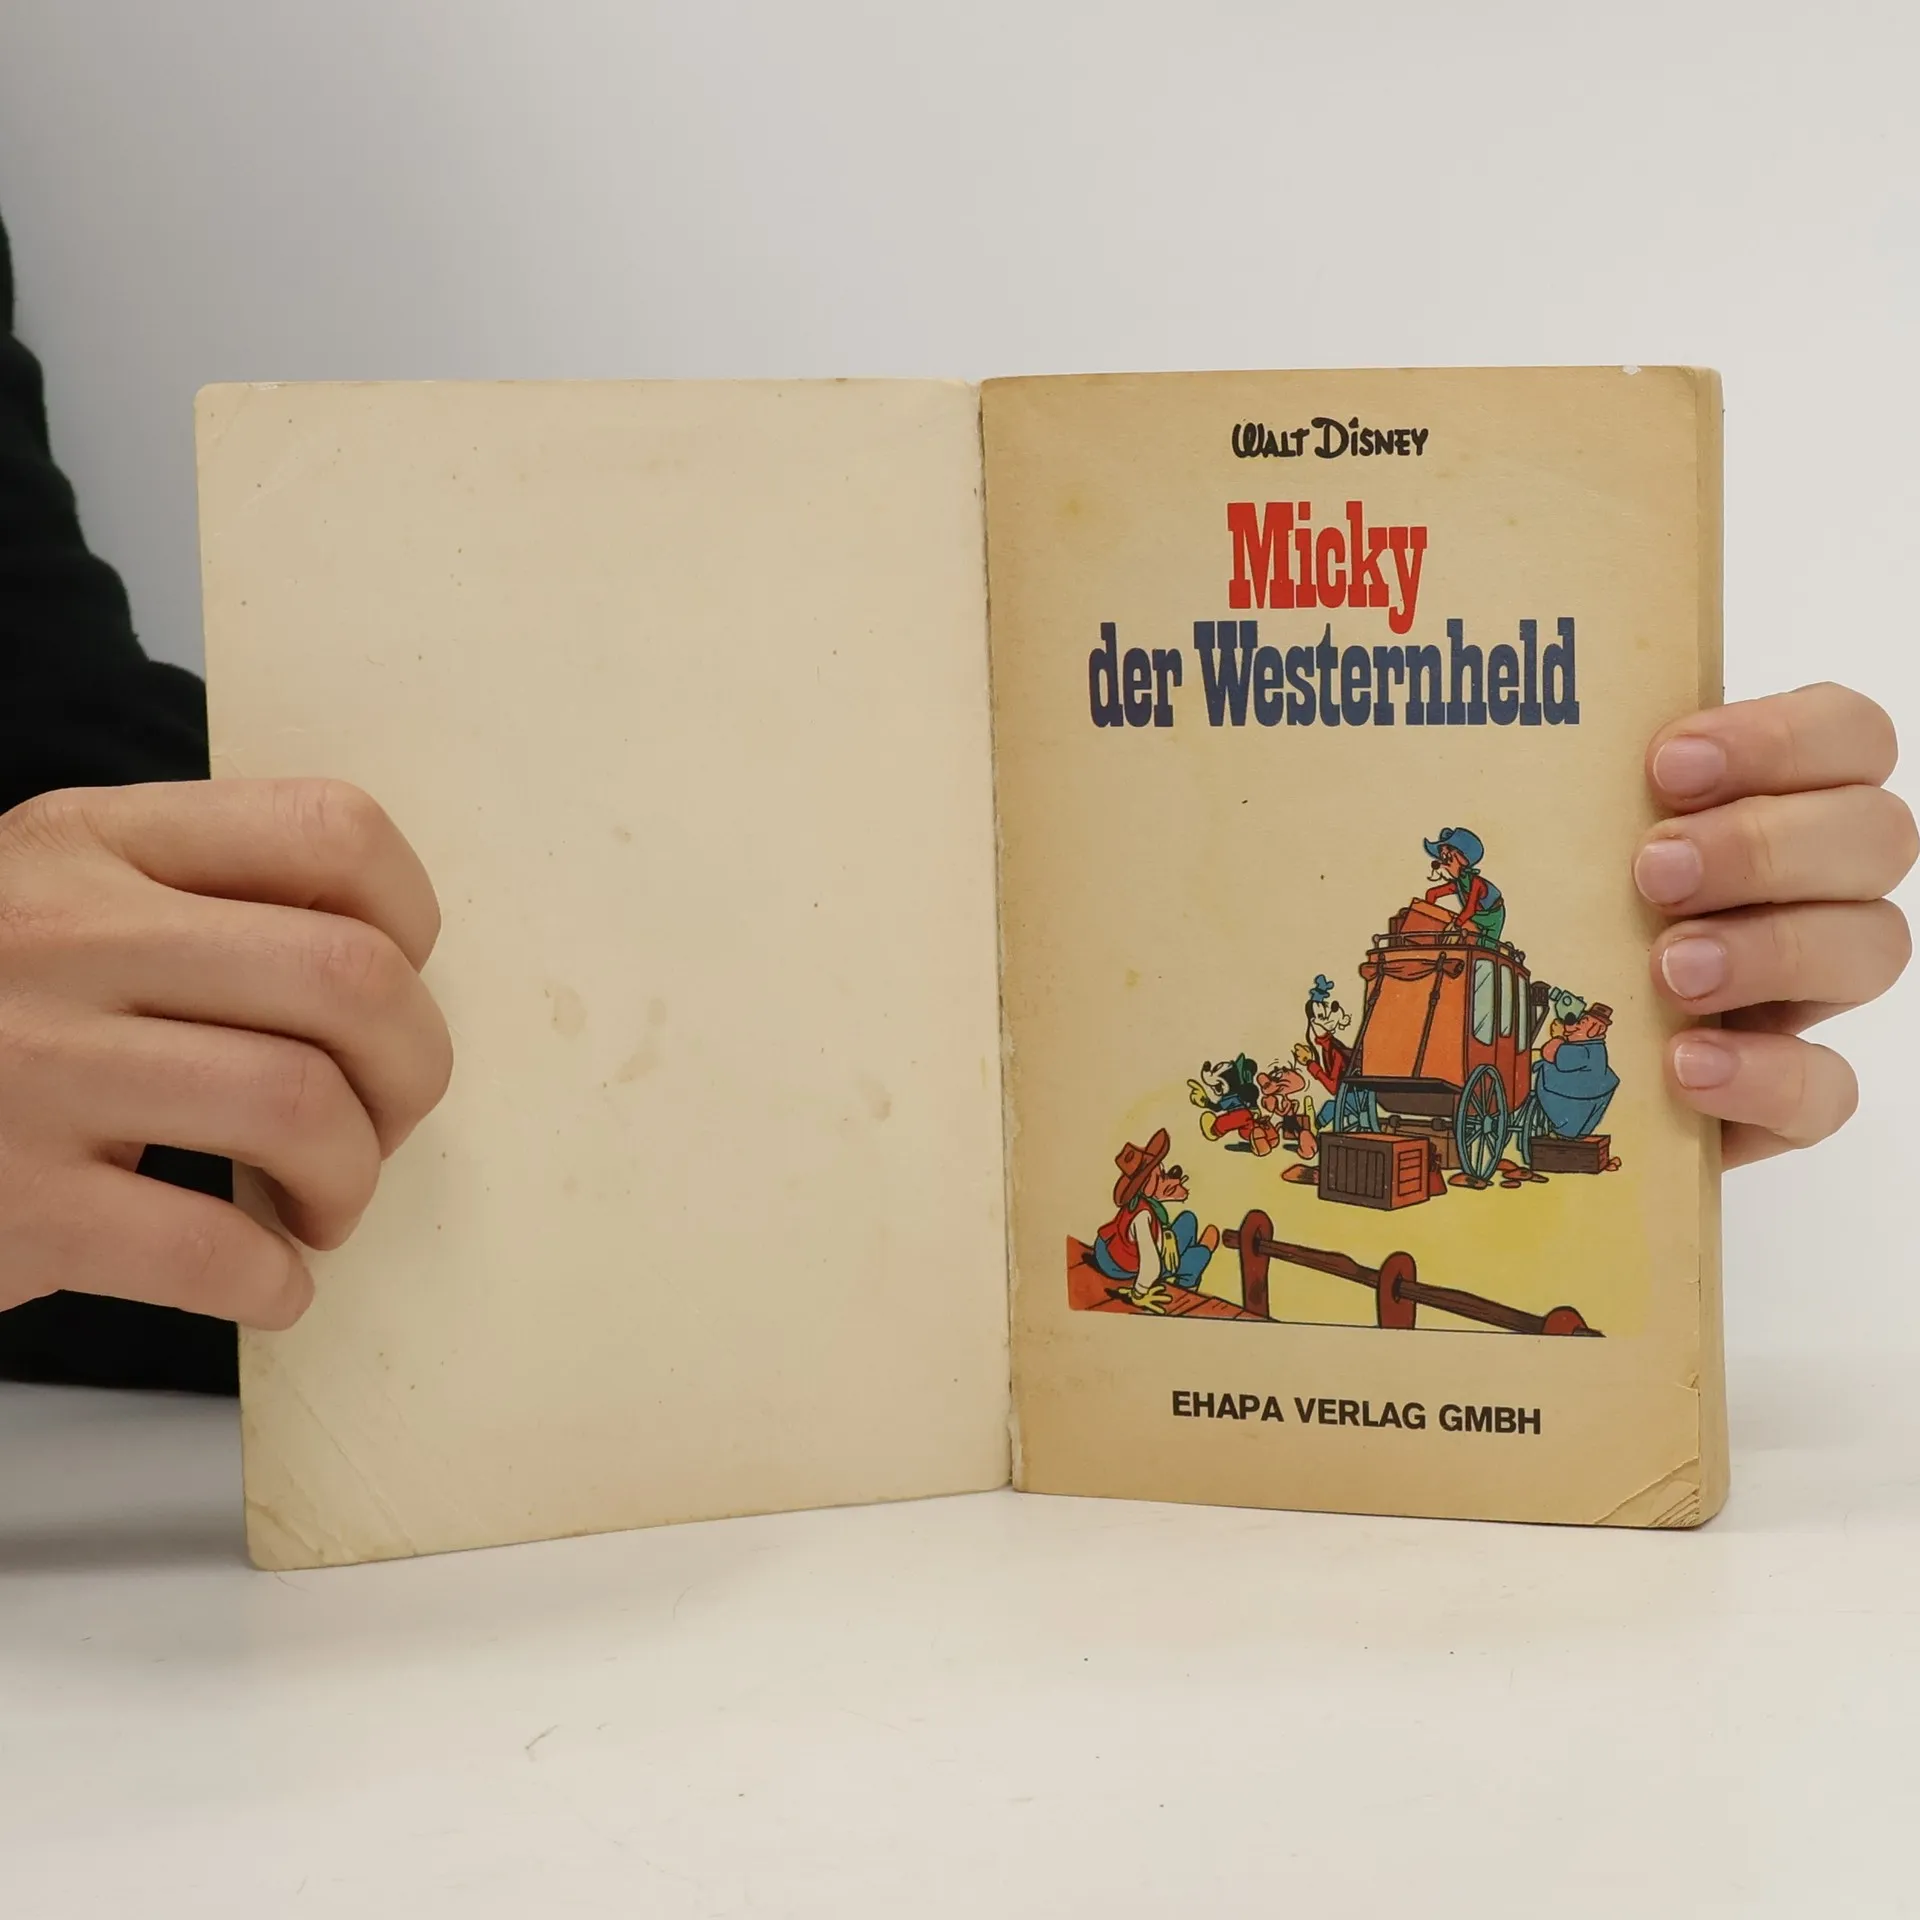 WALT DISNEY
Micky
der Westernheld
EHAPA VERLAG GMBH